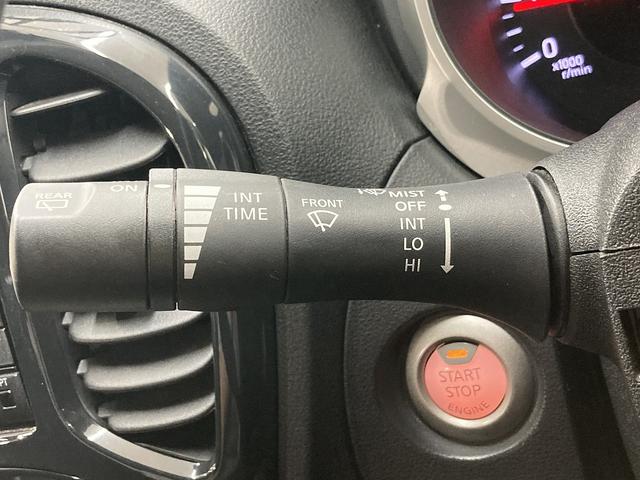 0
x1000
r/min
REAR
ON
INT
TIME
FRONT
MIST
OFF
INT
LO
HI
START
STOP
ENGINE